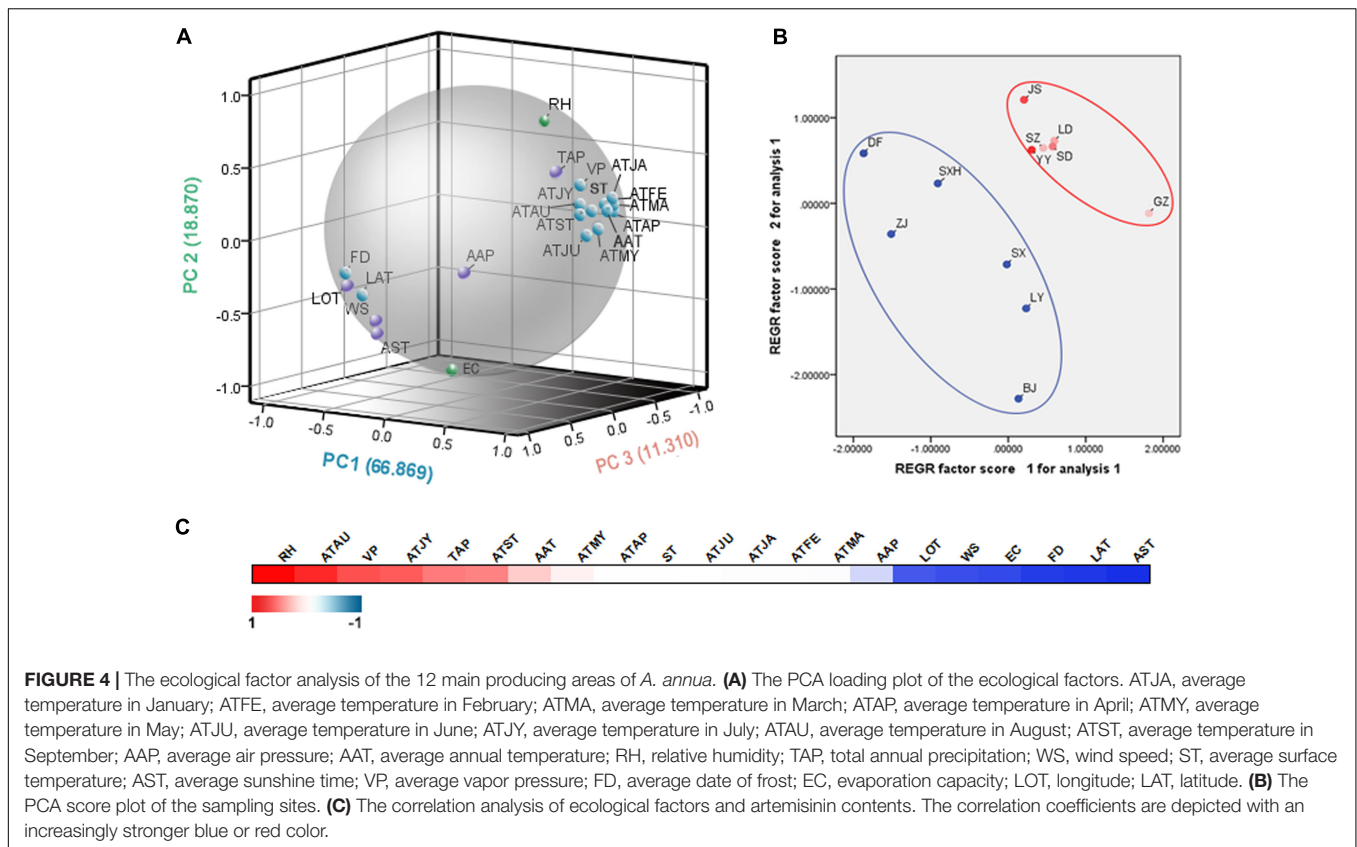 A
1.0
0.5
0.0
-0.5
-1.0
PC 2 (18.870)
-1.0
-0.5
0.0
0.5
1.0
PC1 (66.869)
1.0
0.5
0.0
-0.5
-1.0
PC 3 (11.310)
RH
TAP
VP
ATJA
ATJY
ST
ATFE
ATMA
ATAU
ATST
ATAP
AAT
ATJU
ATMY
AAP
FD
LAT
LOT
WS
AST
EC
B
REGR factor score 2 for analysis 1
1.00000
.00000
-1.00000
-2.00000
-2.00000
-1.00000
.00000
1.00000
2.00000
REGR factor score 1 for analysis 1
JS
LD
SZ
YY
SD
GZ
DF
SXH
ZJ
SX
LY
BJ
C
RH ATAU VP ATJY TAP ATST AAT ATMY ATAP ST ATJU ATJA ATFE ATMA AAP LOT WS EC FD LAT AST
1 -1
FIGURE 4 | The ecological factor analysis of the 12 main producing areas of A. annua. (A) The PCA loading plot of the ecological factors. ATJA, average
temperature in January; ATFE, average temperature in February; ATMA, average temperature in March; ATAP, average temperature in April; ATMY, average
temperature in May; ATJU, average temperature in June; ATJY, average temperature in July; ATAU, average temperature in August; ATST, average temperature in
September; AAP, average air pressure; AAT, average annual temperature; RH, relative humidity; TAP, total annual precipitation; WS, wind speed; ST, average surface
temperature; AST, average sunshine time; VP, average vapor pressure; FD, average date of frost; EC, evaporation capacity; LOT, longitude; LAT, latitude. (B) The
PCA score plot of the sampling sites. (C) The correlation analysis of ecological factors and artemisinin contents. The correlation coefficients are depicted with an
increasingly stronger blue or red color.